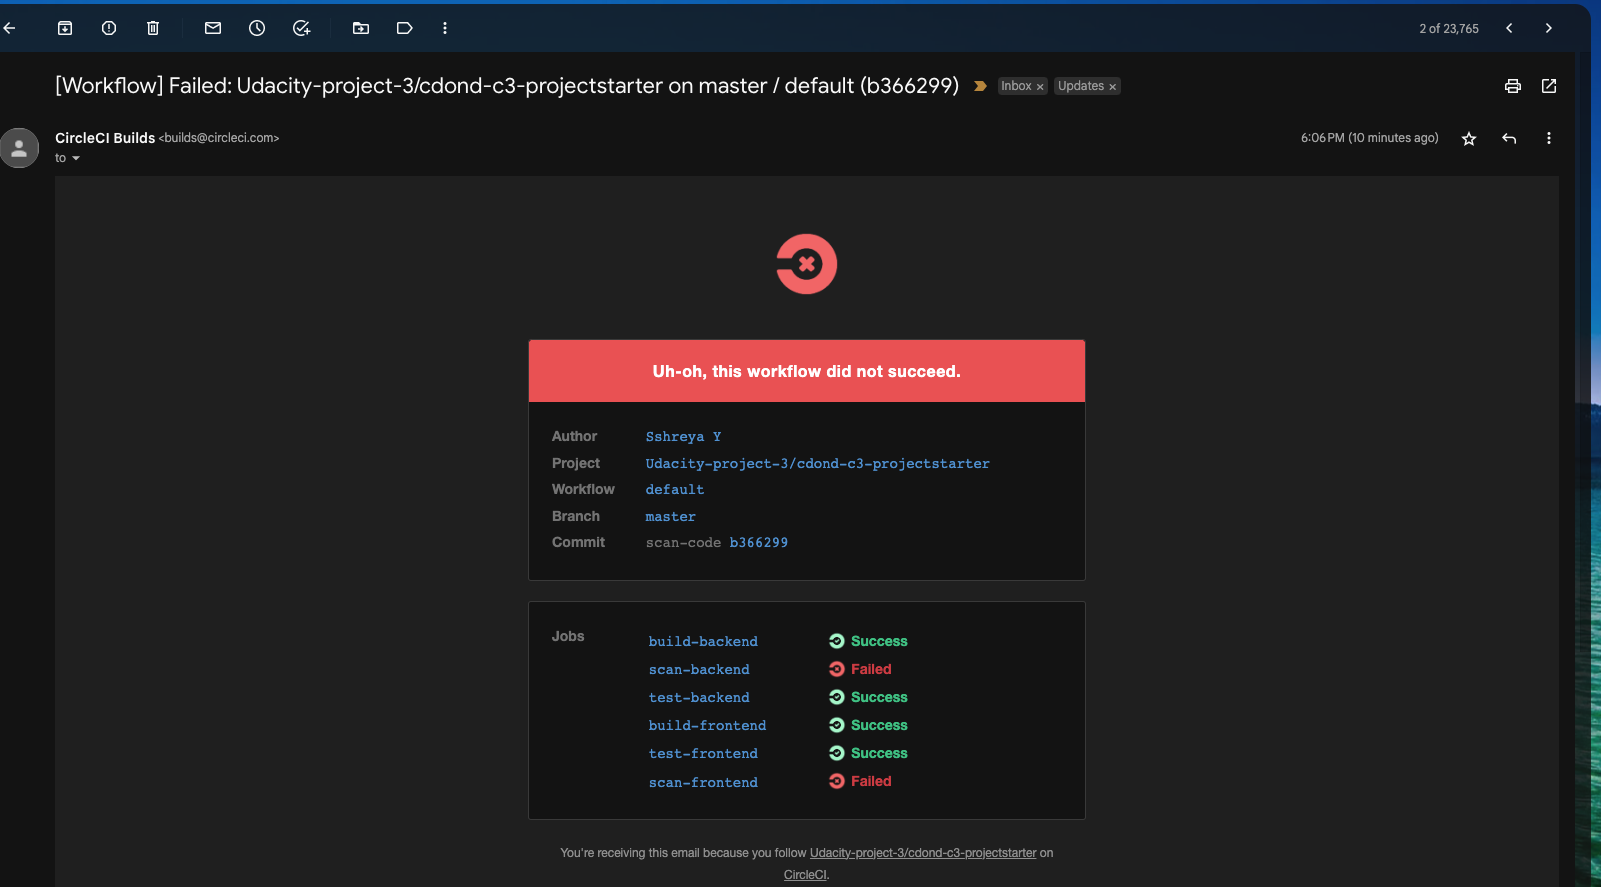 2 of 23,765
[Workflow] Failed: Udacity-project-3/cdond-c3-projectstarter on master / default (b366299) Inbox x Updates x
CircleCI Builds <builds@circleci.com> 6:06 PM (10 minutes ago)
to
Uh-oh, this workflow did not succeed.
Author Sshreya Y
Project Udacity-project-3/cdond-c3-projectstarter
Workflow default
Branch master
Commit scan-code b366299
Jobs
build-backend Success
scan-backend Failed
test-backend Success
build-frontend Success
test-frontend Success
scan-frontend Failed
You're receiving this email because you follow Udacity-project-3/cdond-c3-projectstarter on
CircleCI.